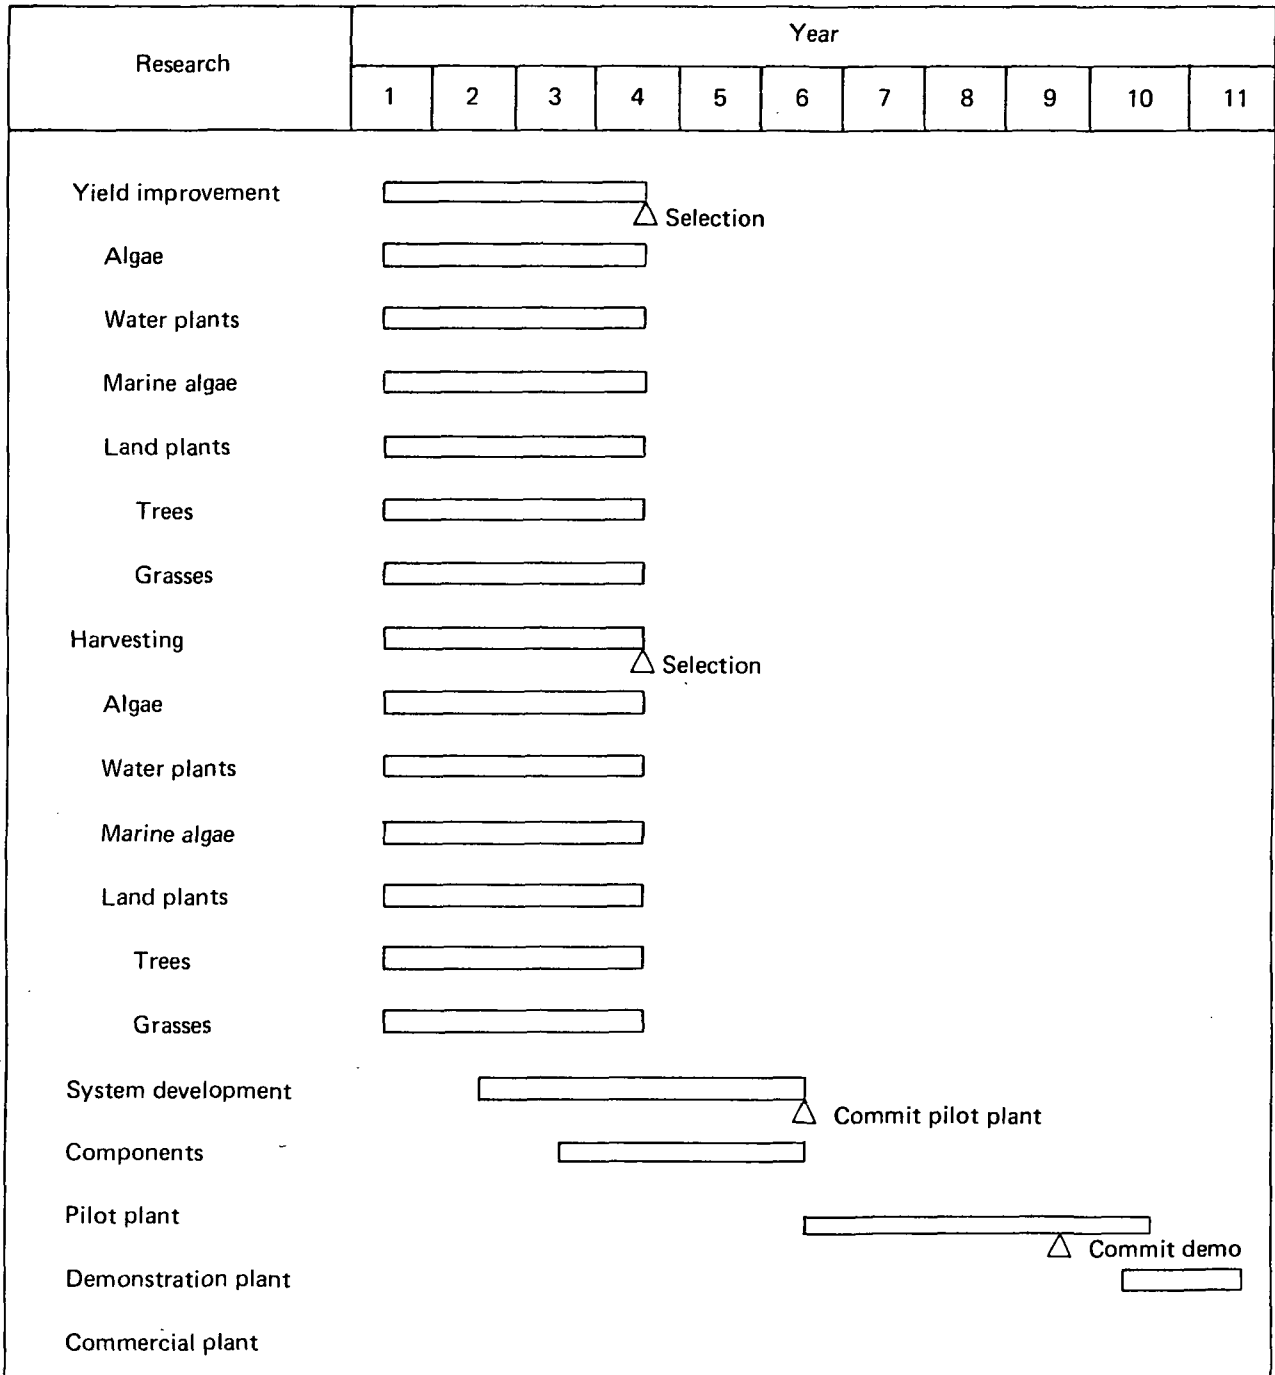 Research
Year
1 2 3 4 5 6 7 8 9 10 11
Yield improvement
Selection
Algae
Water plants
Marine algae
Land plants
Trees
Grasses
Harvesting
Selection
Algae
Water plants
Marine algae
Land plants
Trees
Grasses
System development
Commit pilot plant
Components
Pilot plant
Commit demo
Demonstration plant
Commercial plant